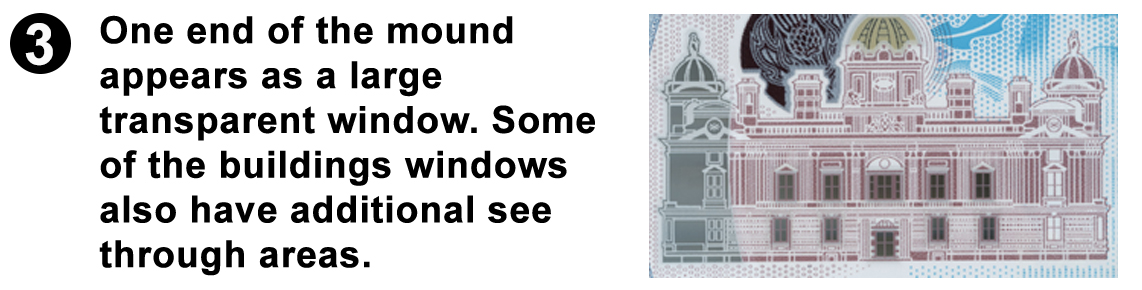 3
One end of the mound
appears as a large
transparent window. Some
of the buildings windows
also have additional see
through areas.